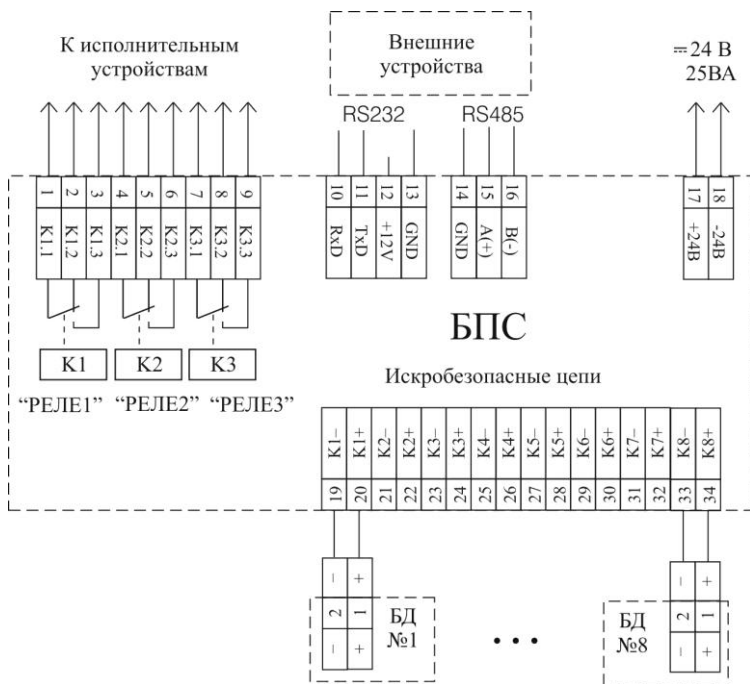 К исполнительным
устройствам
Внешние
устройства
⎓24 В
25ВА
RS232
RS485
1 2 3 4 5 6 7 8 9
K1.1 K1.2 K1.3 K2.1 K2.2 K2.3 K3.1 K3.2 K3.3
10 11 12 13
RxD TxD +12V GND
14 15 16
GND A(+) B(-)
17 18
+24В -24В
K1 K2 K3
“РЕЛЕ1” “РЕЛЕ2” “РЕЛЕ3”
БПС
Искробезопасные цепи
K1– K1+ K2– K2+ K3– K3+ K4– K4+ K5– K5+ K6– K6+ K7– K7+ K8– K8+
19 20 21 22 23 24 25 26 27 28 29 30 31 32 33 34
– +
2 1
– +
БД
№1
• • •
– +
2 1
– +
БД
№8